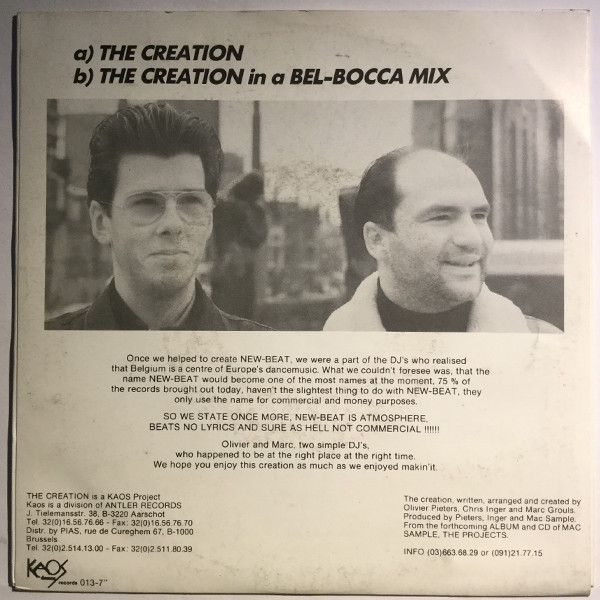 a) THE CREATION
b) THE CREATION in a BEL-BOCCA MIX
Once we helped to create NEW-BEAT, we were a part of the DJ's who realised
that Belgium is a centre of Europe's dancemusic. What we couldn't foresee was, that the
name NEW-BEAT would become one of the most names at the moment, 75 % of
the records brought out today, haven't the slightest thing to do with NEW-BEAT, they
only use the name for commercial and money purposes.
SO WE STATE ONCE MORE, NEW-BEAT IS ATMOSPHERE,
BEATS NO LYRICS AND SURE AS HELL NOT COMMERCIAL !!!!!!
Olivier and Marc, two simple DJ's,
who happened to be at the right place at the right time.
We hope you enjoy this creation as much as we enjoyed makin'it.
THE CREATION is a KAOS Project
Kaos is a division of ANTLER RECORDS
J. Tielemansstr. 38, B-3220 Aarschot
Tel. 32(0)16.56.76.66 - Fax: 32(0)16.56.76.70
Distr. by PIAS, rue de Cureghem 67, B-1000
Brussels
Tel. 32(0)2.514.13.00 - Fax: 32(0)2.511.80.39
KAOS dance records 013-7"
The creation, written, arranged and created by
Olivier Pieters, Chris Inger and Marc Grouls.
Produced by Pieters, Inger and Mac Sample.
From the forthcoming ALBUM and CD of MAC
SAMPLE, THE PROJECTS.
INFO (03)663.68.29 or (091)21.77.15